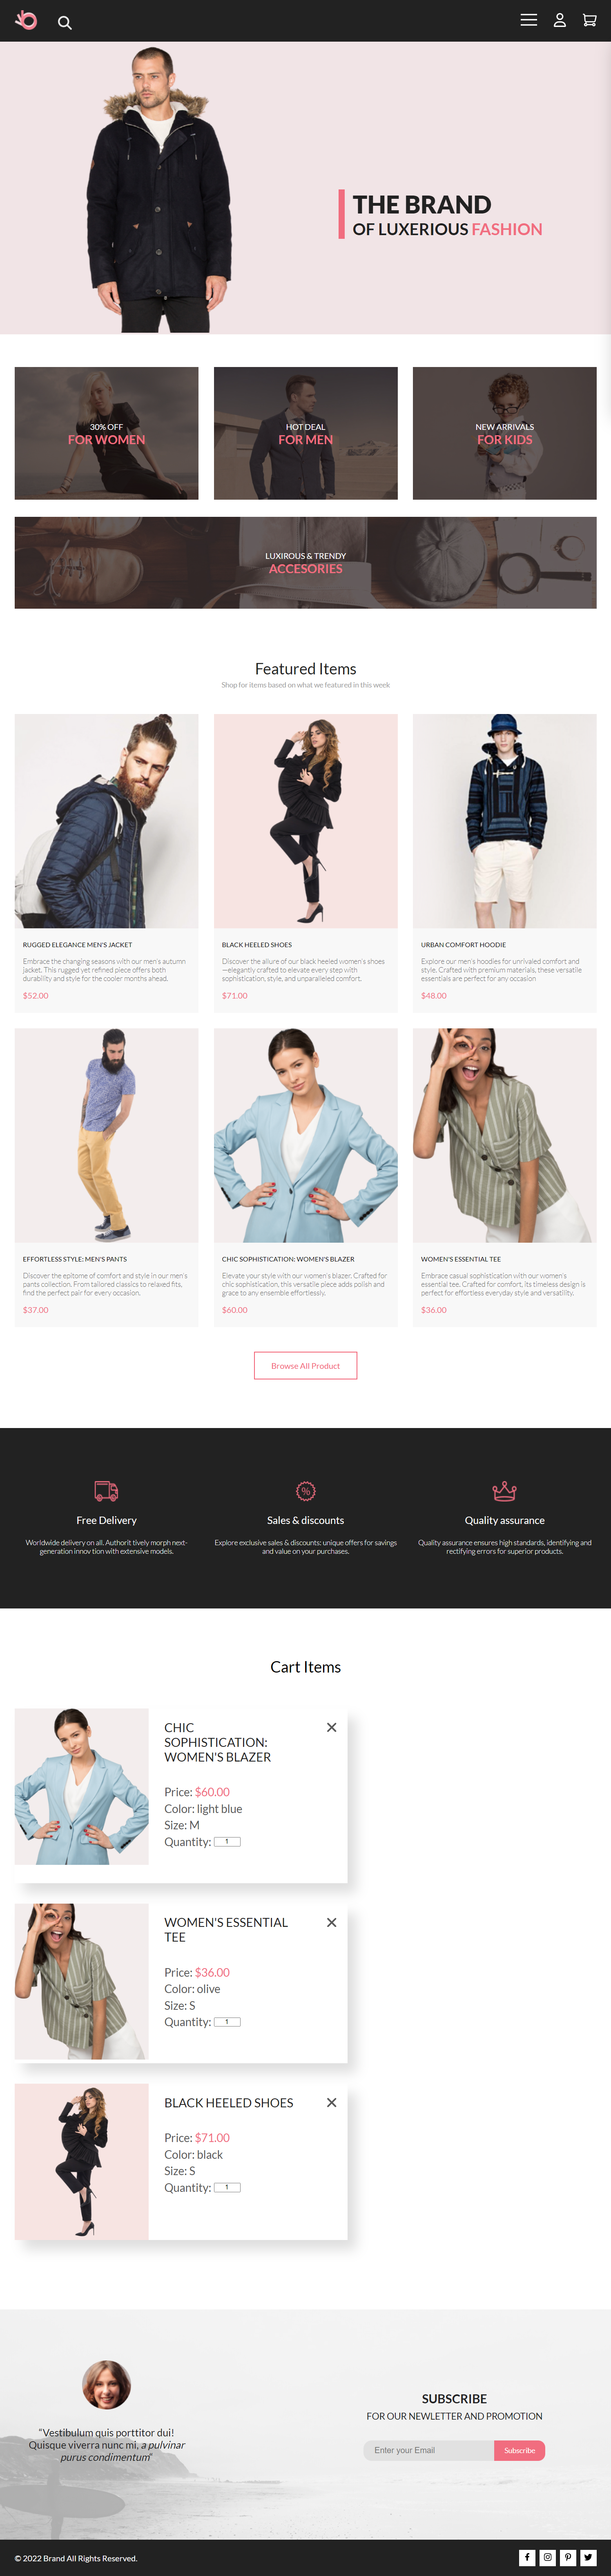 THE BRAND
OF LUXERIOUS FASHION
30% OFF
FOR WOMEN
HOT DEAL
FOR MEN
NEW ARRIVALS
FOR KIDS
LUXIROUS & TRENDY
ACCESORIES
Featured Items
Shop for items based on what we featured in this week
RUGGED ELEGANCE MEN'S JACKET
Embrace the changing seasons with our men's autumn
jacket. This rugged yet refined piece offers both
durability and style for the cooler months ahead.
$52.00
BLACK HEELED SHOES
Discover the allure of our black heeled women's shoes
—elegantly crafted to elevate every step with
sophistication, style, and unparalleled comfort.
$71.00
URBAN COMFORT HOODIE
Explore our men's hoodies for unrivaled comfort and
style. Crafted with premium materials, these versatile
essentials are perfect for any occasion
$48.00
EFFORTLESS STYLE: MEN'S PANTS
Discover the epitome of comfort and style in our men's
pants collection. From tailored classics to relaxed fits,
find the perfect pair for every occasion.
$37.00
CHIC SOPHISTICATION: WOMEN'S BLAZER
Elevate your style with our women's blazer. Crafted for
chic sophistication, this versatile piece adds polish and
grace to any ensemble effortlessly.
$60.00
WOMEN'S ESSENTIAL TEE
Embrace casual sophistication with our women's
essential tee. Crafted for comfort, its timeless design is
perfect for effortless everyday style and versatility.
$36.00
Browse All Product
Free Delivery
Worldwide delivery on all. Authorit tively morph next-
generation innov tion with extensive models.
%
Sales & discounts
Explore exclusive sales & discounts: unique offers for savings
and value on your purchases.
Quality assurance
Quality assurance ensures high standards, identifying and
rectifying errors for superior products.
Cart Items
CHIC
SOPHISTICATION:
WOMEN'S BLAZER
Price: $60.00
Color: light blue
Size: M
Quantity: 1
WOMEN'S ESSENTIAL
TEE
Price: $36.00
Color: olive
Size: S
Quantity: 1
BLACK HEELED SHOES
Price: $71.00
Color: black
Size: S
Quantity: 1
“Vestibulum quis porttitor dui!
Quisque viverra nunc mi, a pulvinar
purus condimentum“
SUBSCRIBE
FOR OUR NEWLETTER AND PROMOTION
Enter your Email
Subscribe
© 2022 Brand All Rights Reserved.